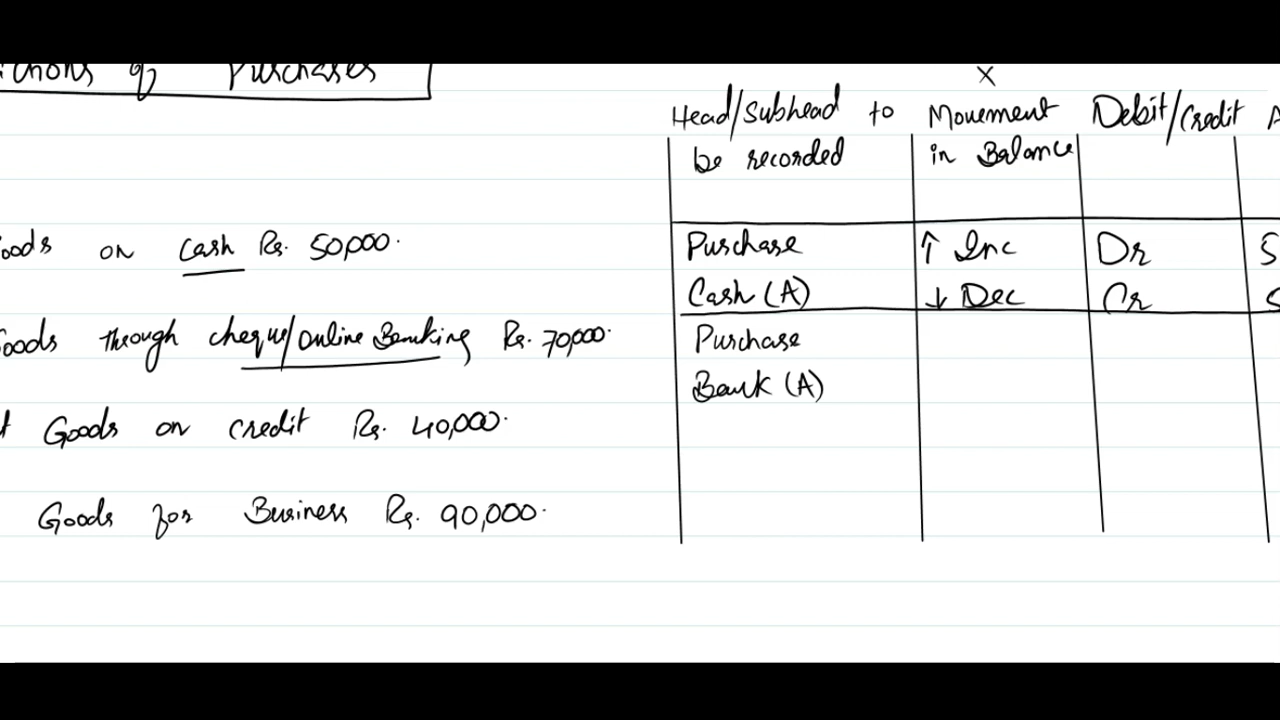 of Purchases
X
Head/Subhead to be recorded
Movement in Balance
Debit/Credit
on Cash Rs. 50,000.
Purchase ↑ Inc Dr
Cash (A) ↓ Dec Cr
through cheque/online Banking Rs. 70,000.
Purchase
Bank (A)
Goods on credit Rs. 40,000.
Goods for Business Rs. 90,000.